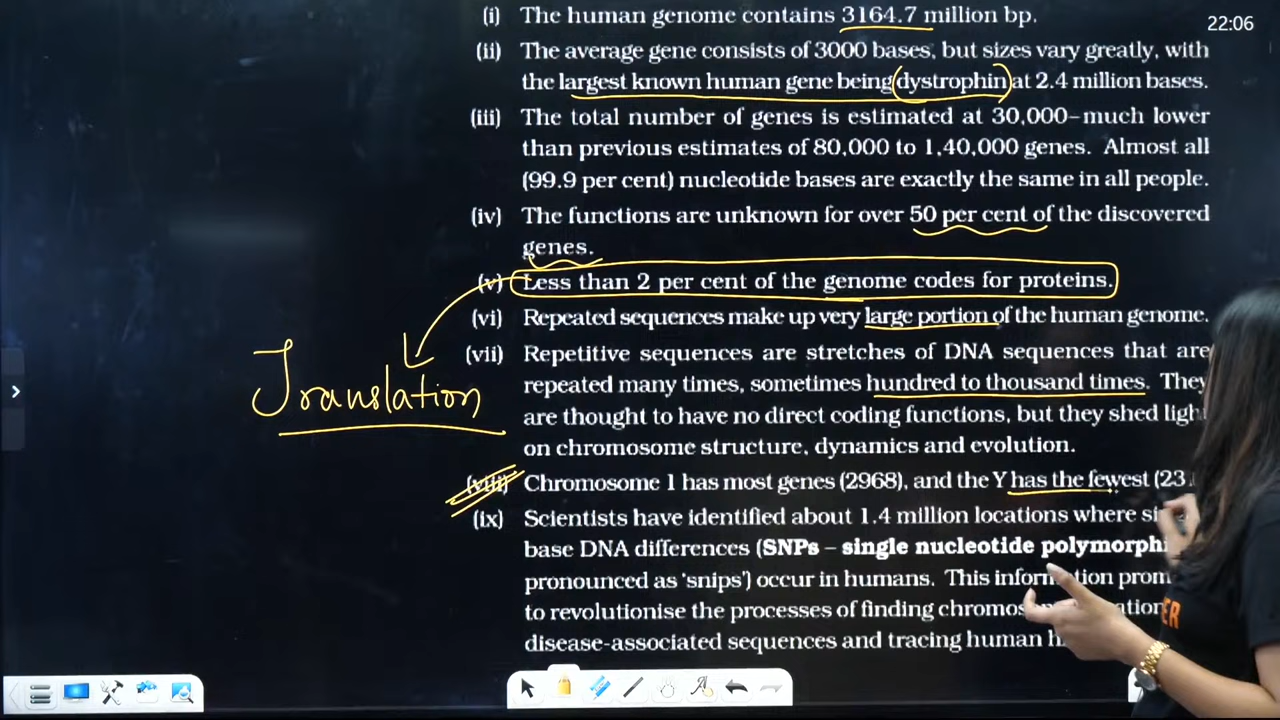 22:06
(i) The human genome contains 3164.7 million bp.
(ii) The average gene consists of 3000 bases, but sizes vary greatly, with
the largest known human gene being dystrophin at 2.4 million bases.
(iii) The total number of genes is estimated at 30,000–much lower
than previous estimates of 80,000 to 1,40,000 genes. Almost all
(99.9 per cent) nucleotide bases are exactly the same in all people.
(iv) The functions are unknown for over 50 per cent of the discovered
genes.
(v) Less than 2 per cent of the genome codes for proteins.
(vi) Repeated sequences make up very large portion of the human genome.
(vii) Repetitive sequences are stretches of DNA sequences that are
repeated many times, sometimes hundred to thousand times. They
are thought to have no direct coding functions, but they shed
on chromosome structure, dynamics and evolution.
Translation
(viii) Chromosome 1 has most genes (2968), and the Y has the fewest
(ix) Scientists have identified about 1.4 million locations where
base DNA differences (SNPs – single nucleotide
pronounced as 'snips') occur in humans. This
to revolutionise the processes of finding
disease-associated sequences and tracing human
ER